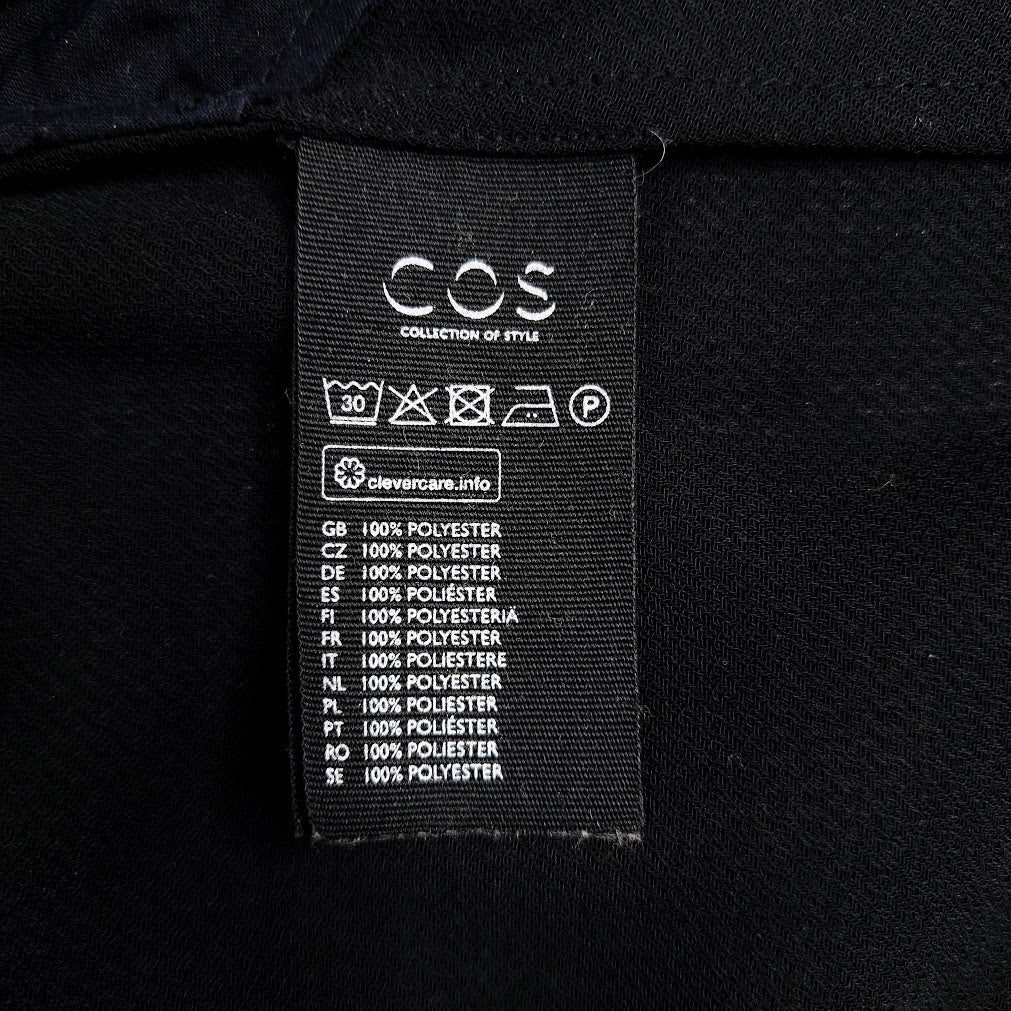 COS
COLLECTION OF STYLE
30 P
clevercare.info
GB 100% POLYESTER
CZ 100% POLYESTER
DE 100% POLYESTER
ES 100% POLIÉSTER
FI 100% POLYESTERIÁ
FR 100% POLYESTER
IT 100% POLIESTERE
NL 100% POLYESTER
PL 100% POLIESTER
PT 100% POLIÉSTER
RO 100% POLIESTER
SE 100% POLYESTER